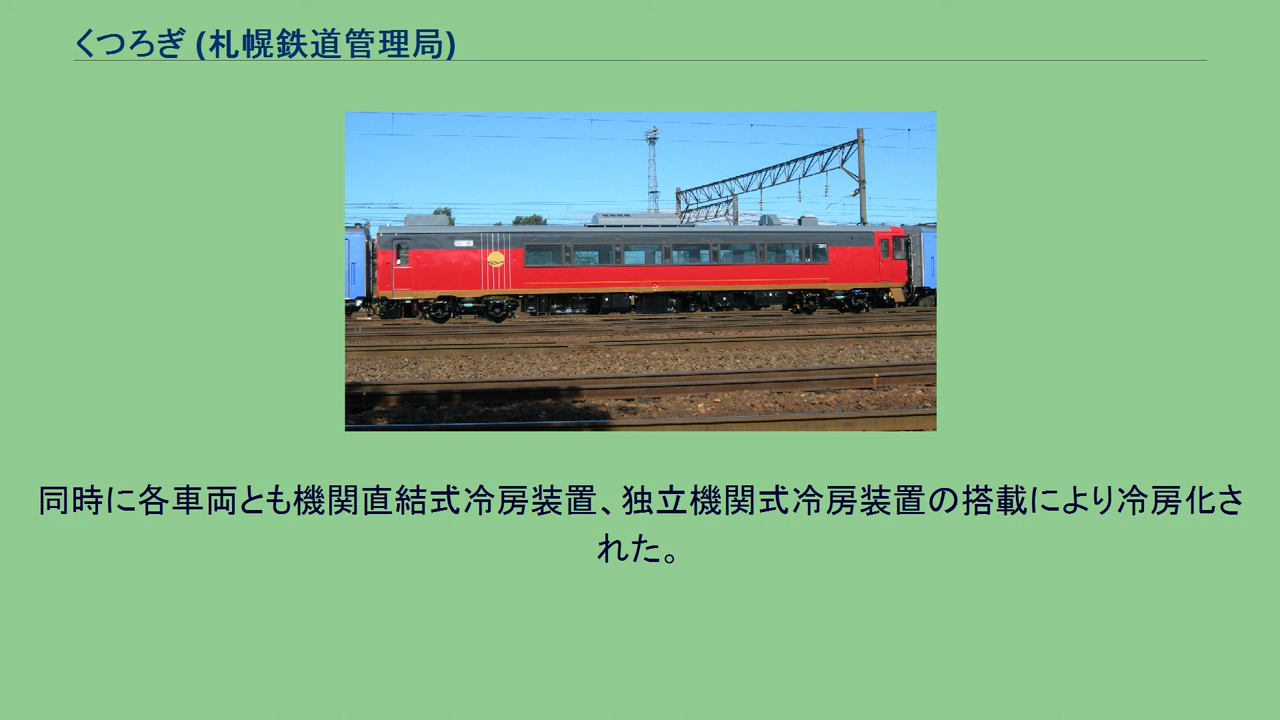 くつろぎ (札幌鉄道管理局)
同時に各車両とも機関直結式冷房装置、独立機関式冷房装置の搭載により冷房化さ
れた。